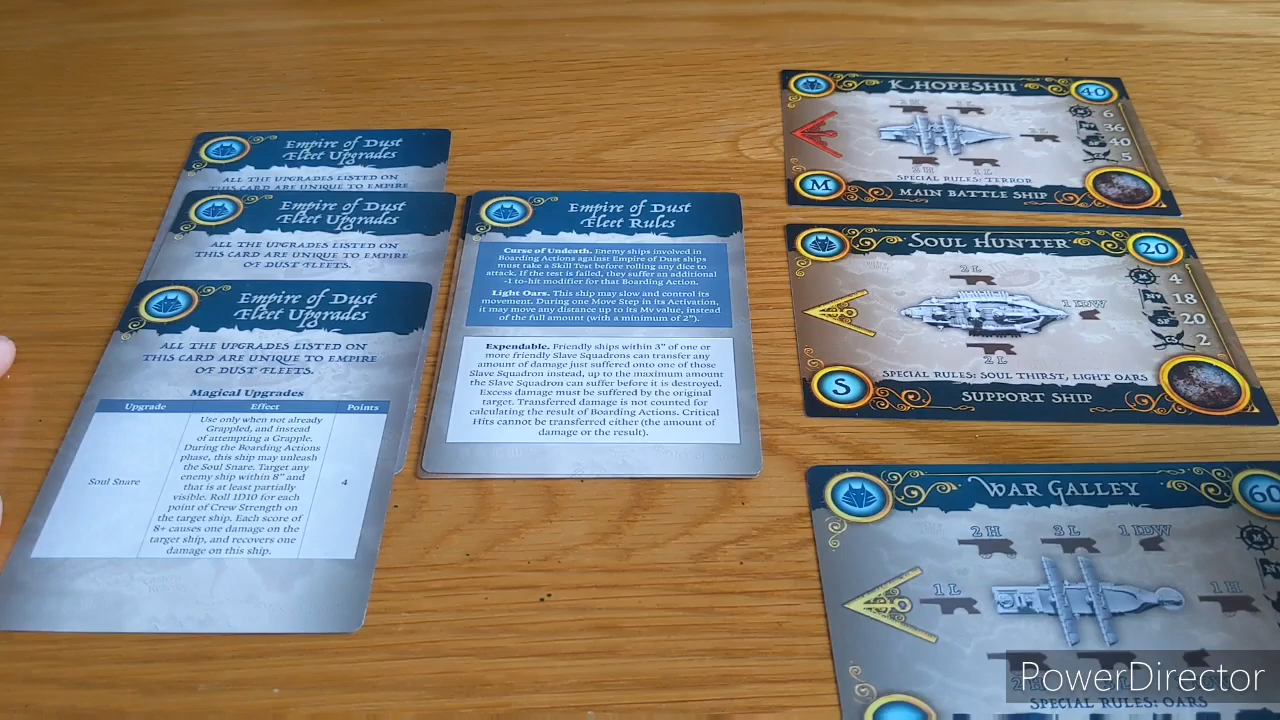 Empire of Dust
Fleet Upgrades
ALL THE UPGRADES LISTED ON
THIS CARD ARE UNIQUE TO EMPIRE
Empire of Dust
Fleet Upgrades
ALL THE UPGRADES LISTED ON
THIS CARD ARE UNIQUE TO EMPIRE
OF DUST FLEETS.
Empire of Dust
Fleet Upgrades
ALL THE UPGRADES LISTED ON
THIS CARD ARE UNIQUE TO EMPIRE
OF DUST FLEETS.
Magical Upgrades
Upgrade Effect Points
Use only when not already
Grappled, and instead
of attempting a Grapple.
During the Boarding Actions
phase, this ship may unleash
the Soul Snare. Target any
enemy ship within 8" and
Soul Snare that is at least partially 4
visible. Roll 1D10 for each
point of Crew Strength on
the target ship. Each score of
8+ causes one damage on the
target ship, and recovers one
damage on this ship.
Empire of Dust
Fleet Rules
Curse of Undeath. Enemy ships involved in
Boarding Actions against Empire of Dust ships
must take a Skill Test before rolling any dice to
attack. If the test is failed, they suffer an additional
-1 to-hit modifier for that Boarding Action.
Light Oars. This ship may slow and control its
movement. During one Move Step in its Activation,
it may move any distance up to its Mv value, instead
of the full amount (with a minimum of 2").
Expendable. Friendly ships within 3" of one or
more friendly Slave Squadrons can transfer any
amount of damage just suffered onto one of those
Slave Squadron instead, up to the maximum amount
the Slave Squadron can suffer before it is destroyed.
Excess damage must be suffered by the original
target. Transferred damage is not counted for
calculating the result of Boarding Actions. Critical
Hits cannot be transferred either (the amount of
damage or the result).
KHOPESHII
40
6
36
40
5
2 H
1 L
SPECIAL RULES: TERROR
M
MAIN BATTLE SHIP
SOUL HUNTER
20
2 L
4
1 IDW
18
20
2
2 L
SPECIAL RULES: SOUL THIRST, LIGHT OARS
S
SUPPORT SHIP
WAR GALLEY
60
2 H 3 L 1 IDW
1 L
1 H
SPECIAL RULES: OARS
PowerDirector